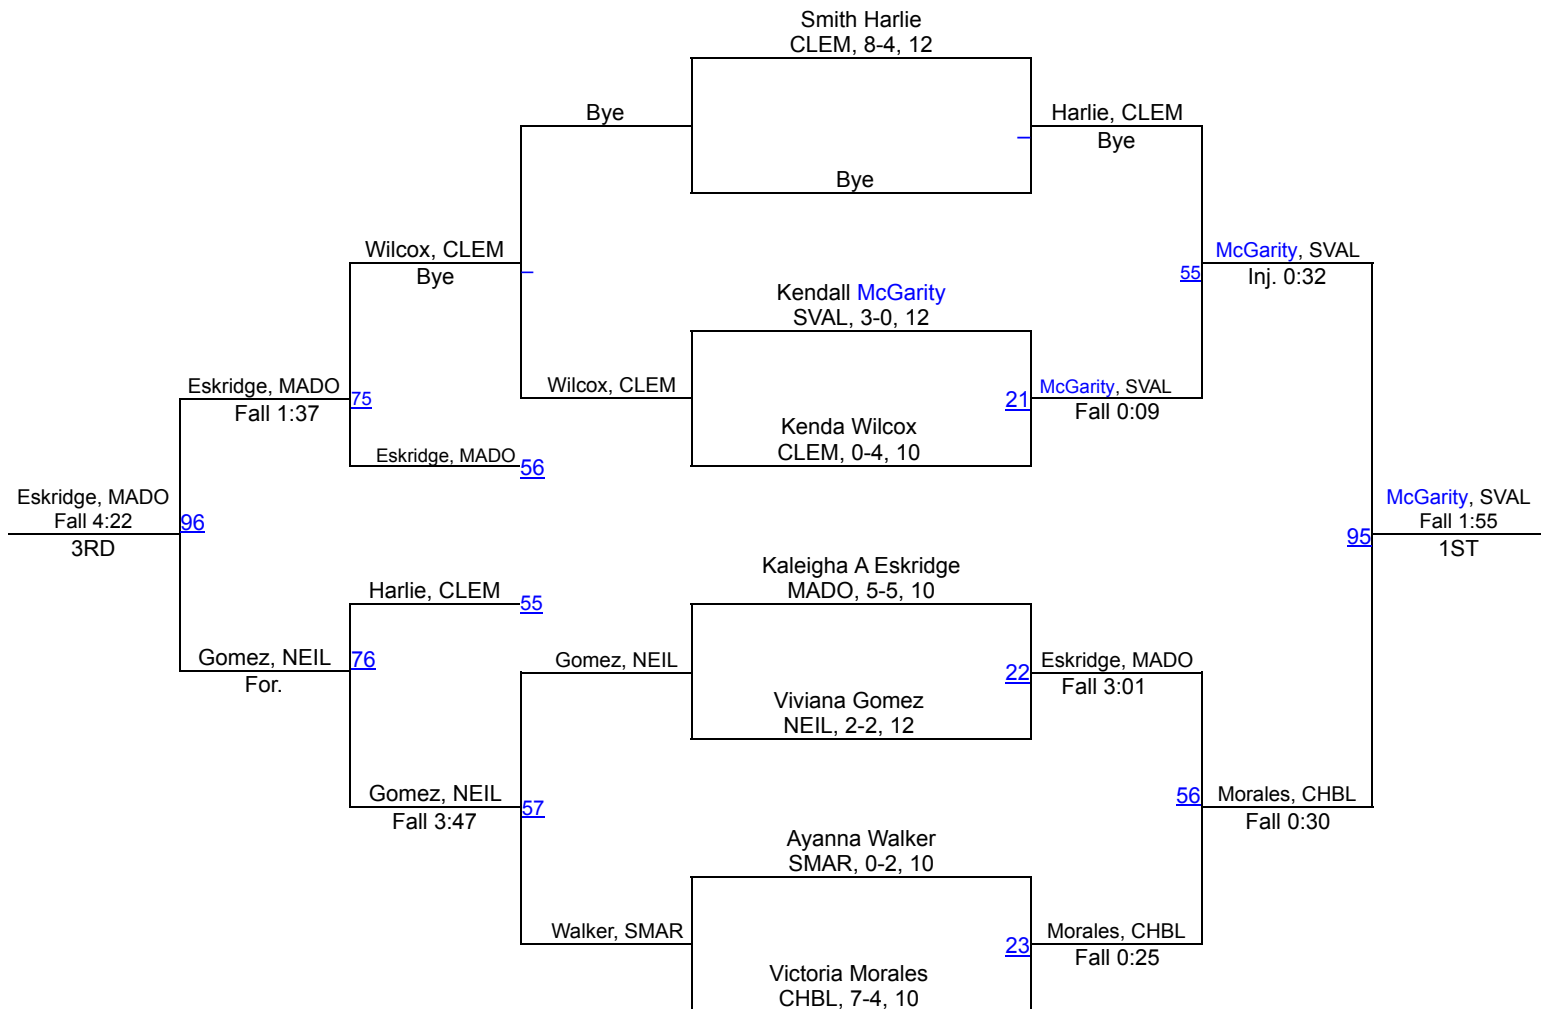 Smith Harlie
CLEM, 8-4, 12
Bye
Harlie, CLEM
–
Bye
Bye
Wilcox, CLEM
Bye
–
McGarity, SVAL
55
Inj. 0:32
Kendall McGarity
SVAL, 3-0, 12
Eskridge, MADO
75
Fall 1:37
Wilcox, CLEM
21
McGarity, SVAL
Fall 0:09
Kenda Wilcox
CLEM, 0-4, 10
Eskridge, MADO
56
Eskridge, MADO
Fall 4:22
96
3RD
McGarity, SVAL
Fall 1:55
95
1ST
Kaleigha A Eskridge
MADO, 5-5, 10
Harlie, CLEM
55
Gomez, NEIL
76
For.
Gomez, NEIL
22
Eskridge, MADO
Fall 3:01
Viviana Gomez
NEIL, 2-2, 12
Gomez, NEIL
57
Fall 3:47
56
Morales, CHBL
Fall 0:30
Ayanna Walker
SMAR, 0-2, 10
Walker, SMAR
23
Morales, CHBL
Fall 0:25
Victoria Morales
CHBL, 7-4, 10